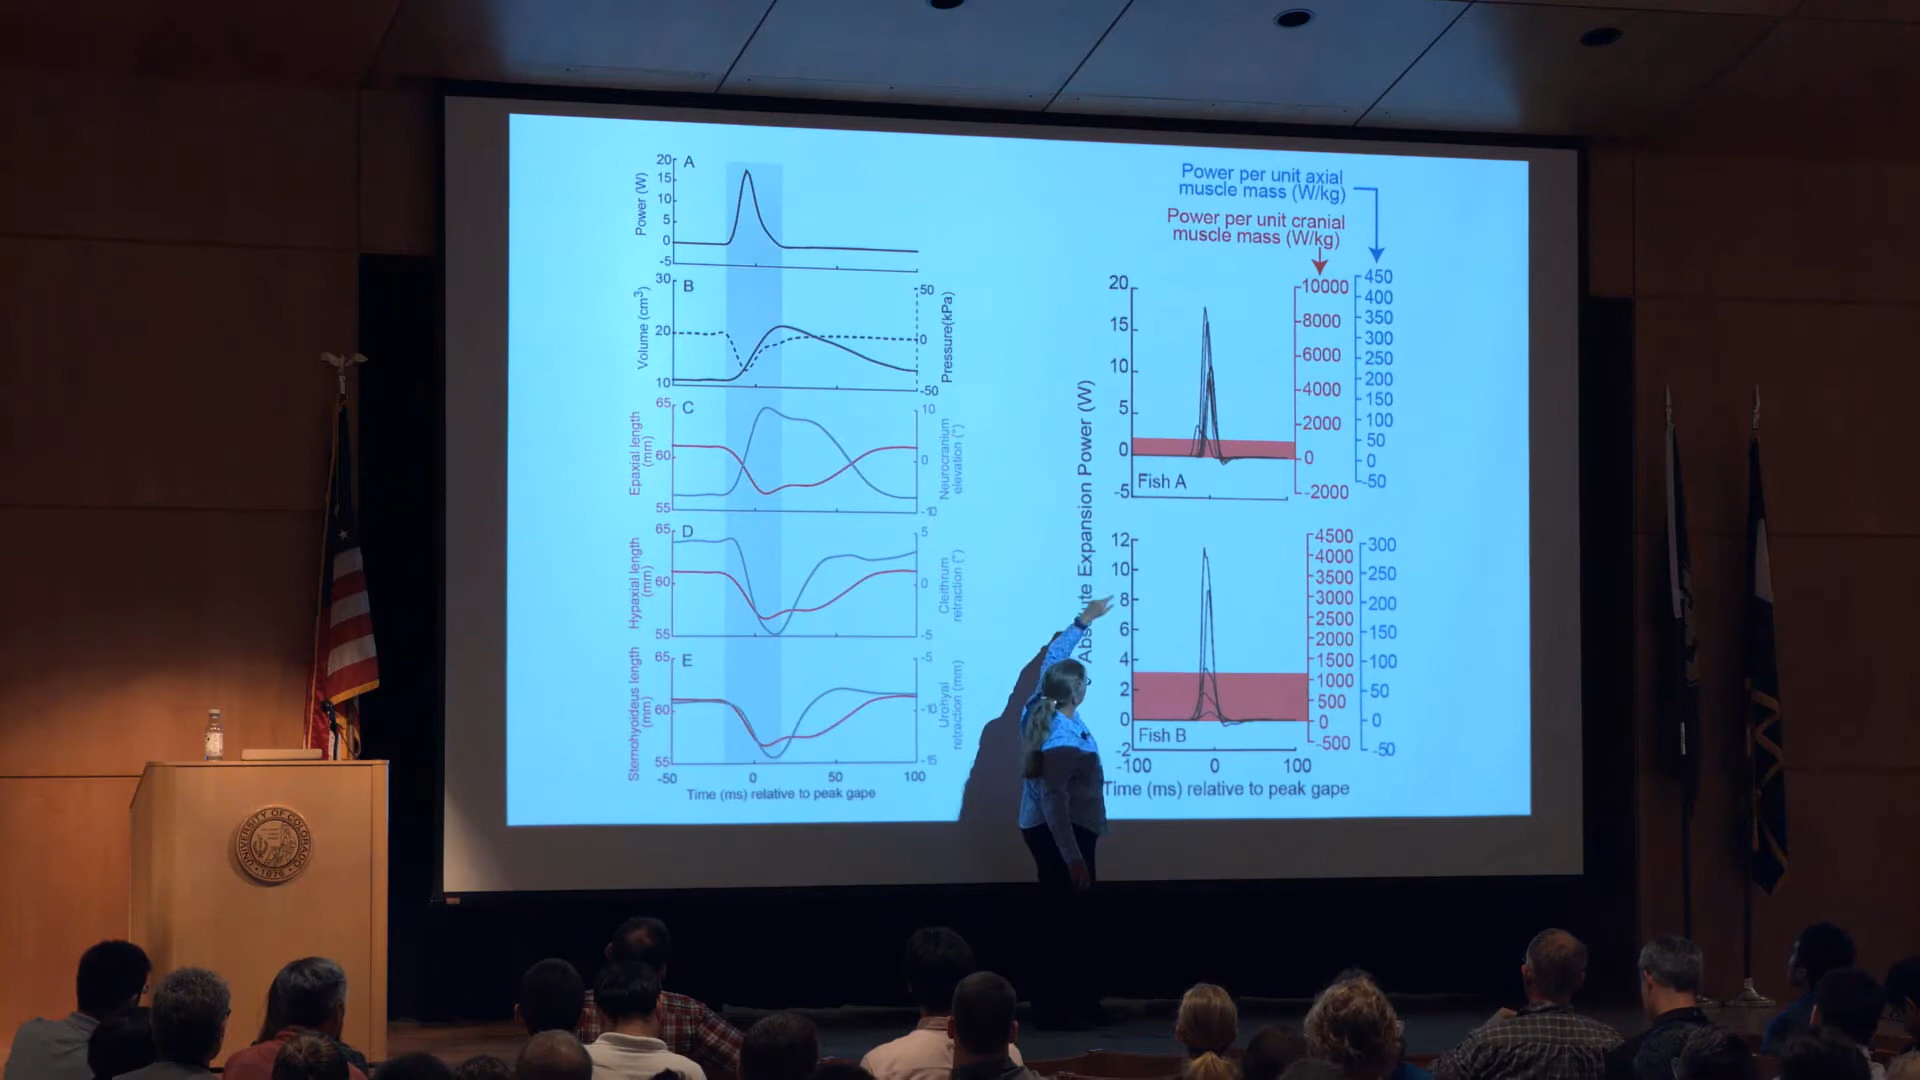 A
20
15
10
5
0
-5
Power (W)
B
30
20
10
Volume (cm³)
50
0
-50
Pressure(kPa)
C
65
60
55
Epaxial length
(mm)
10
0
-10
Neurocranium
elevation (°)
D
65
60
55
Hypaxial length
(mm)
5
0
-5
Cleithrum
retraction (°)
E
65
60
55
Sternohyoideus length
(mm)
-5
-10
-15
Urohyal
retraction (mm)
-50
0
50
100
Time (ms) relative to peak gape
Power per unit axial
muscle mass (W/kg)
Power per unit cranial
muscle mass (W/kg)
20
15
10
5
0
-5
Fish A
10000
8000
6000
4000
2000
0
-2000
450
400
350
300
250
200
150
100
50
0
-50
Expansion Power (W)
12
10
8
6
4
2
0
-2
Fish B
4500
4000
3500
3000
2500
2000
1500
1000
500
0
-500
300
250
200
150
100
50
0
-50
-100
0
100
Time (ms) relative to peak gape
UNIVERSITY OF COLORADO
1876